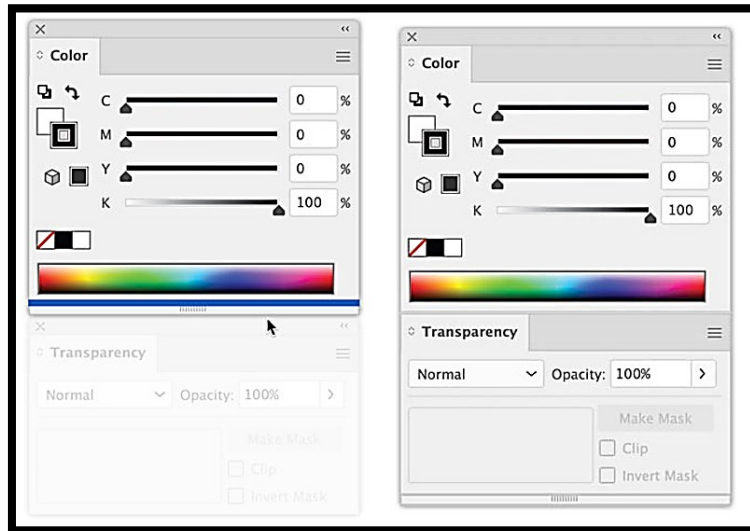 Color
C 0 %
M 0 %
Y 0 %
K 100 %
Transparency
Normal Opacity: 100%
Make Mask
Clip
Invert Mask
Color
C 0 %
M 0 %
Y 0 %
K 100 %
Transparency
Normal Opacity: 100%
Make Mask
Clip
Invert Mask